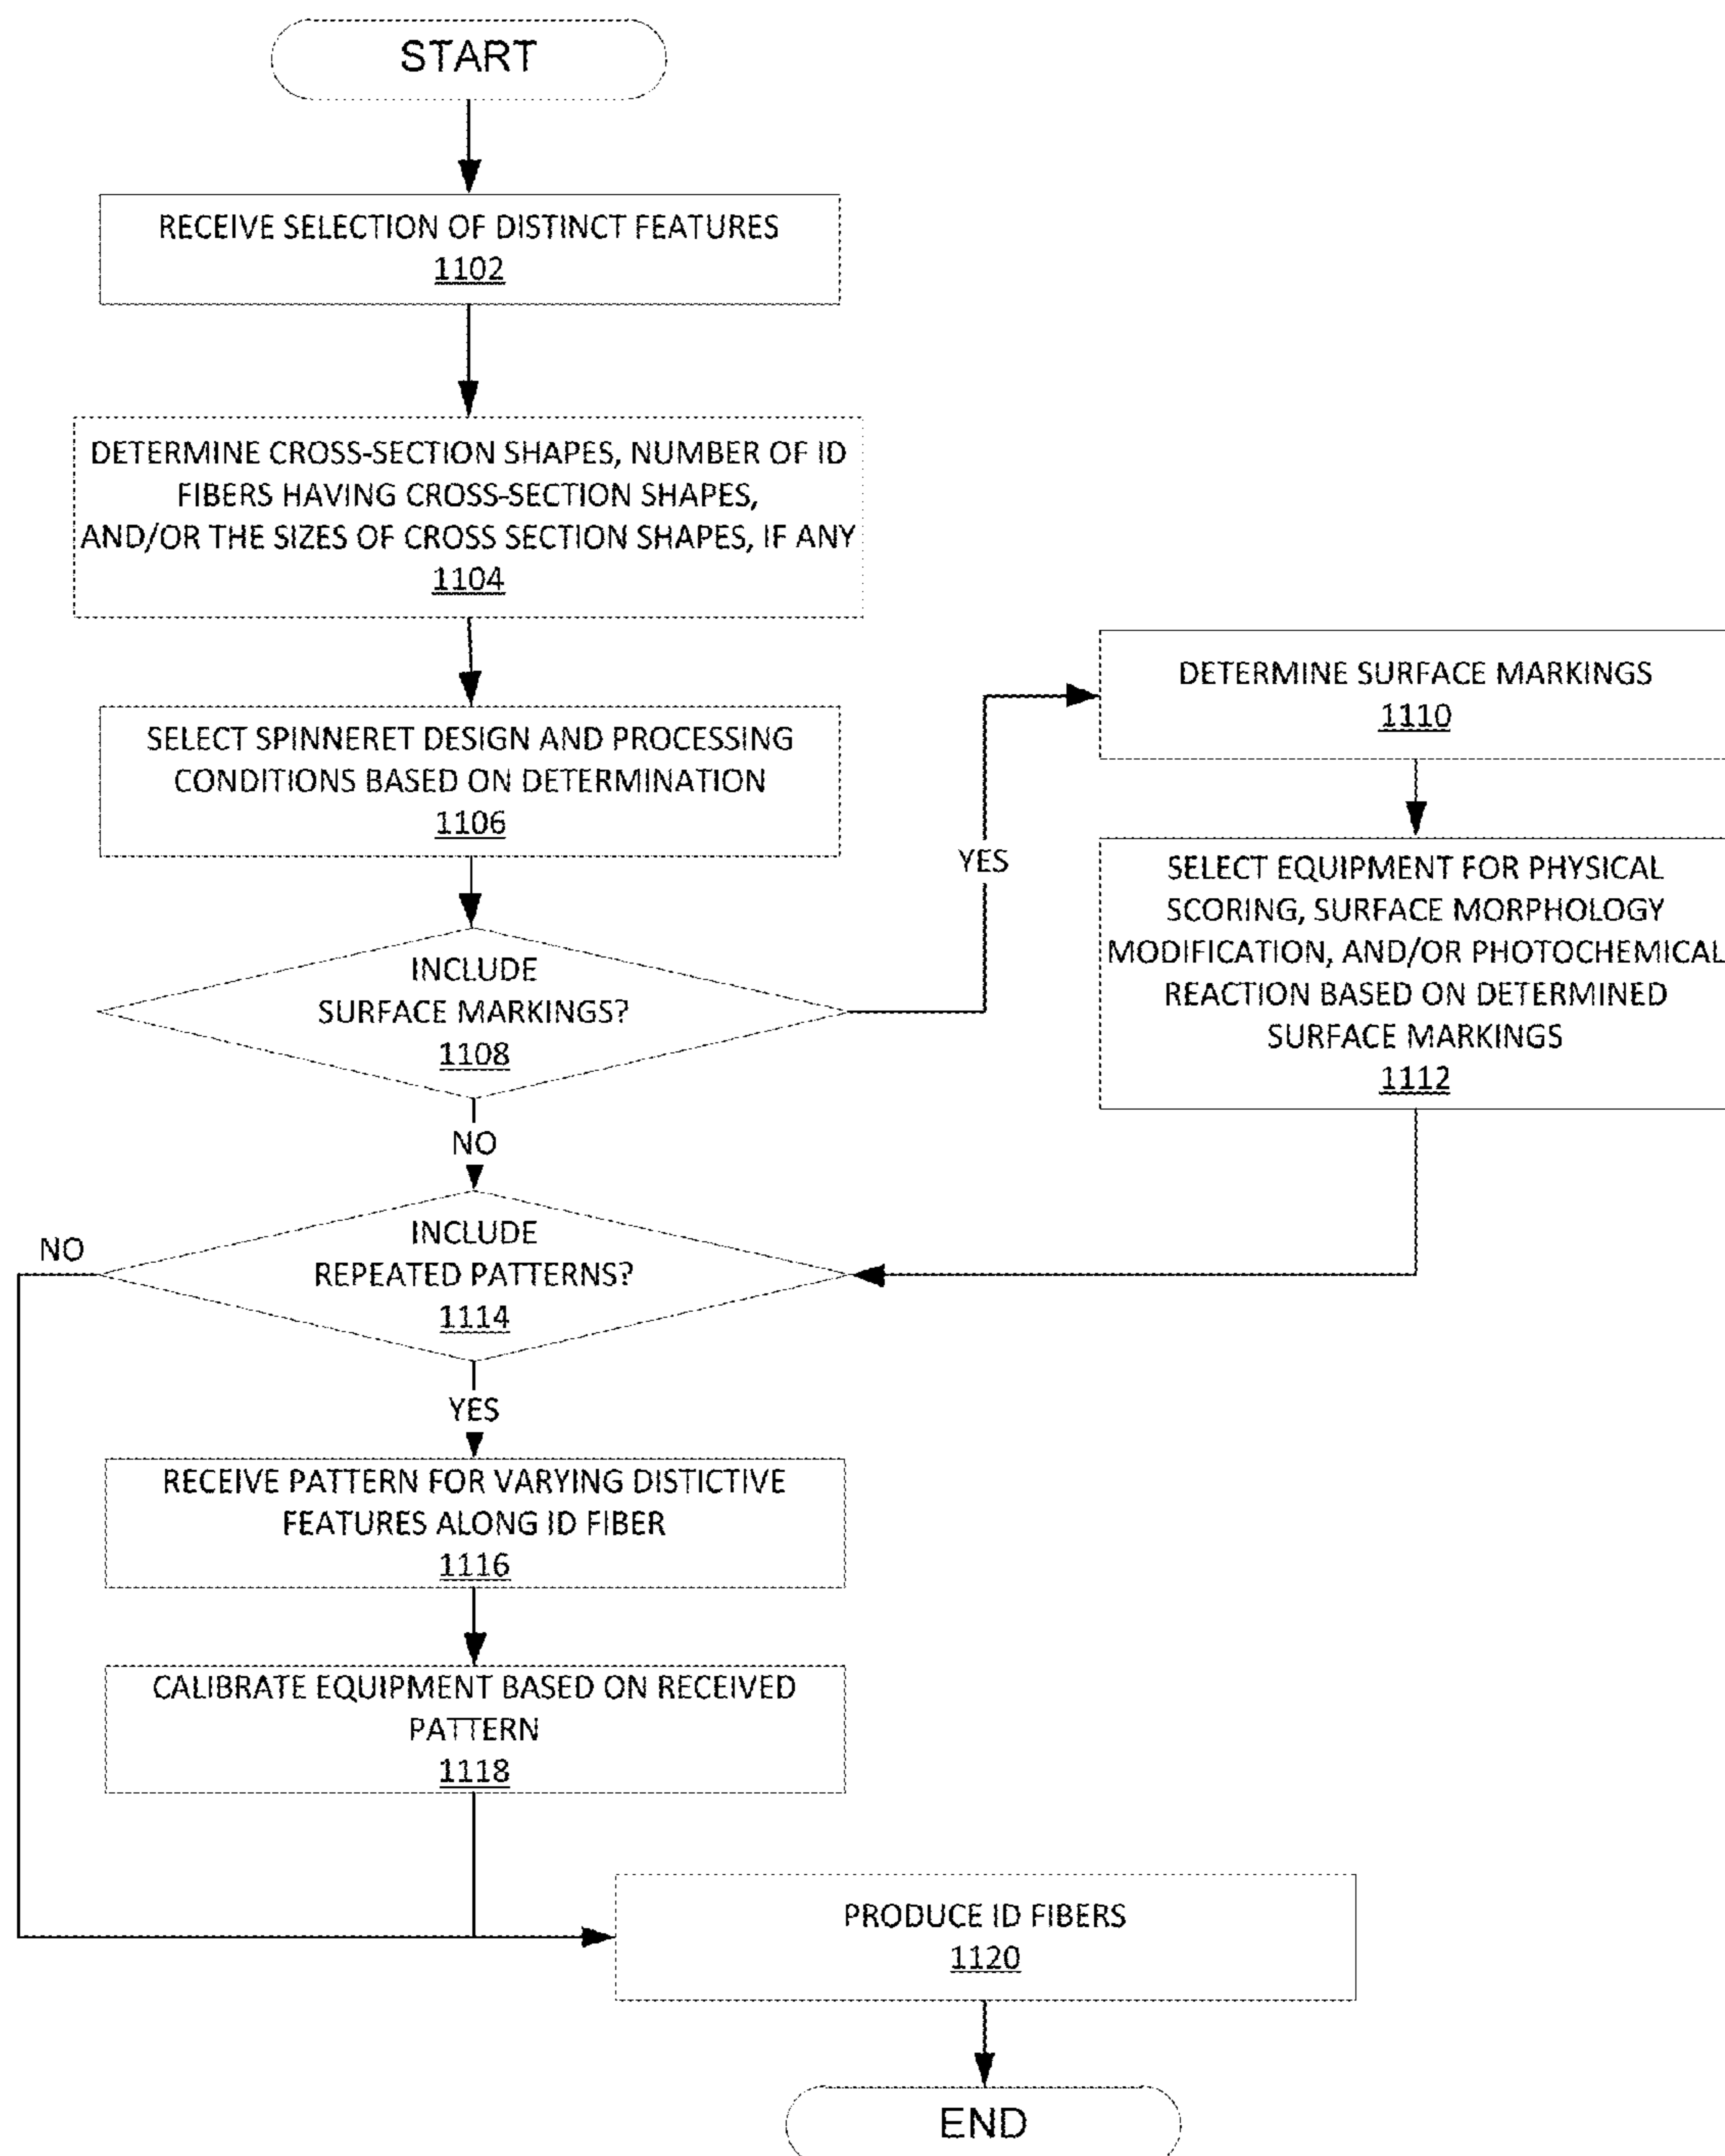 START
RECEIVE SELECTION OF DISTINCT FEATURES
1102
DETERMINE CROSS-SECTION SHAPES, NUMBER OF ID
FIBERS HAVING CROSS-SECTION SHAPES,
AND/OR THE SIZES OF CROSS SECTION SHAPES, IF ANY
1104
SELECT SPINNERET DESIGN AND PROCESSING
CONDITIONS BASED ON DETERMINATION
1106
INCLUDE
SURFACE MARKINGS?
1108
YES
DETERMINE SURFACE MARKINGS
1110
SELECT EQUIPMENT FOR PHYSICAL
SCORING, SURFACE MORPHOLOGY
MODIFICATION, AND/OR PHOTOCHEMICAL
REACTION BASED ON DETERMINED
SURFACE MARKINGS
1112
NO
INCLUDE
REPEATED PATTERNS?
1114
NO
YES
RECEIVE PATTERN FOR VARYING DISTICTIVE
FEATURES ALONG ID FIBER
1116
CALIBRATE EQUIPMENT BASED ON RECEIVED
PATTERN
1118
PRODUCE ID FIBERS
1120
END